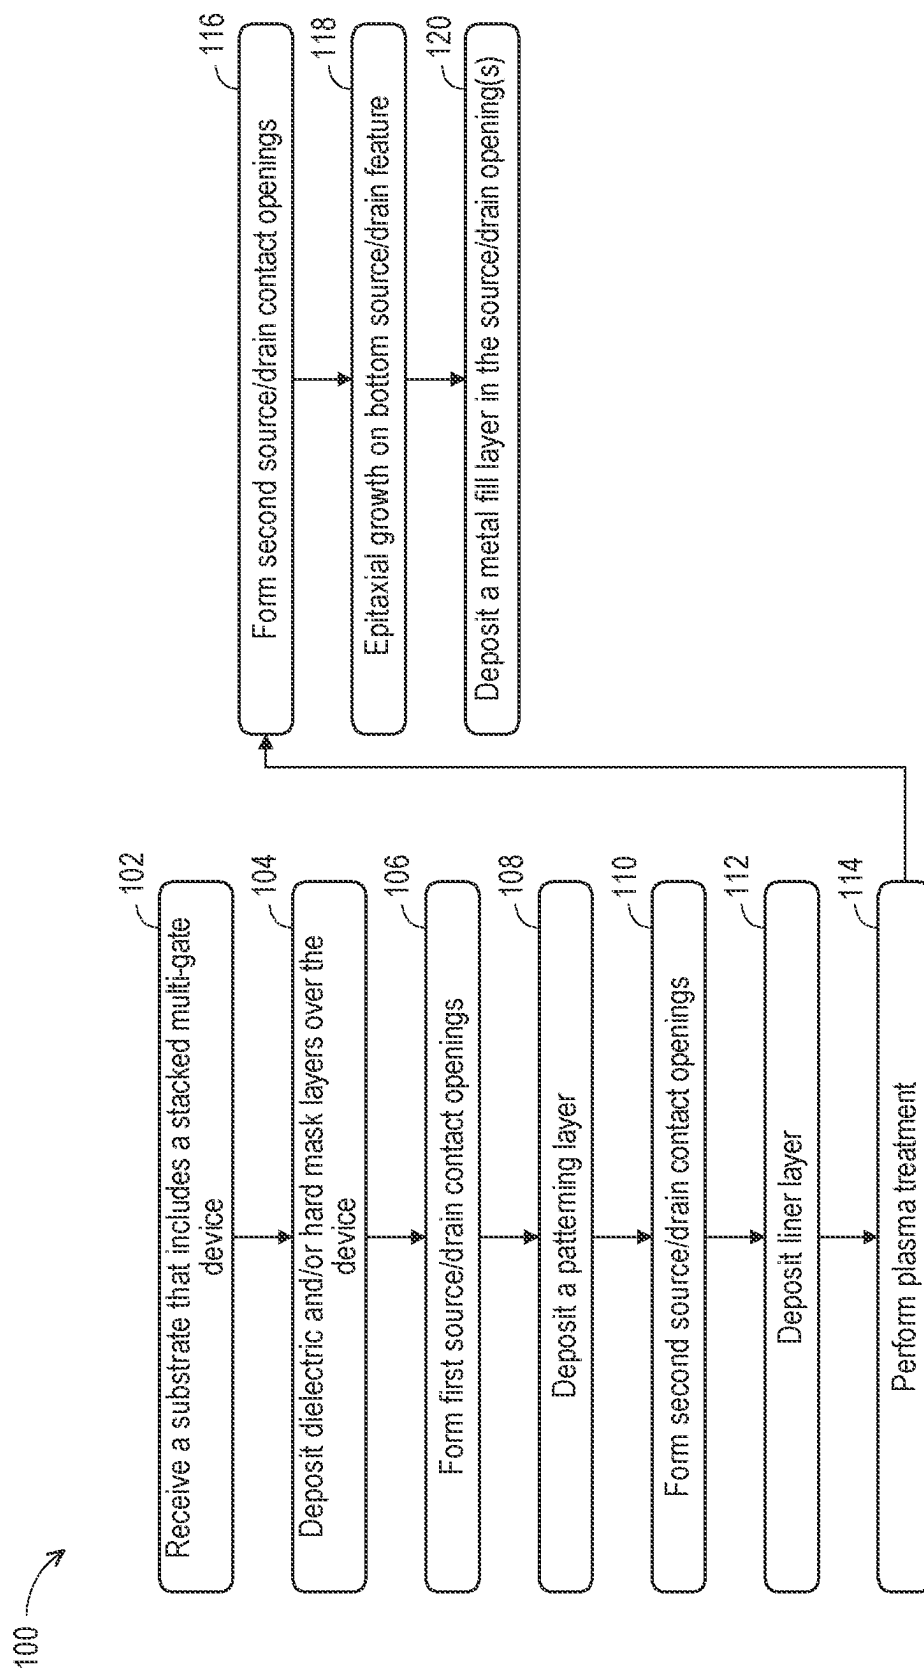 100
102
Receive a substrate that includes a stacked multi-gate
device
104
Deposit dielectric and/or hard mask layers over the
device
106
Form first source/drain contact openings
108
Deposit a patterning layer
110
Form second source/drain contact openings
112
Deposit liner layer
114
Perform plasma treatment
116
Form second source/drain contact openings
118
Epitaxial growth on bottom source/drain feature
120
Deposit a metal fill layer in the source/drain opening(s)